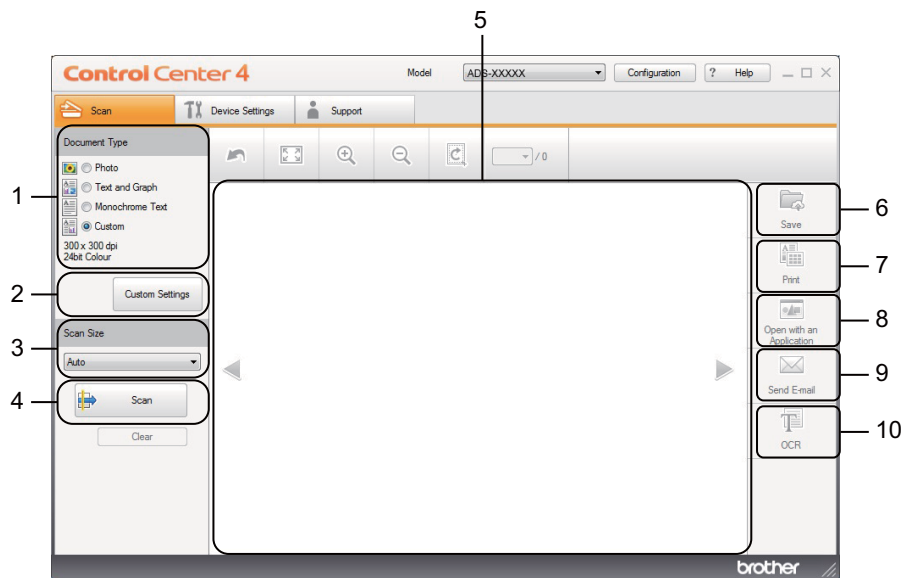 5
Control Center 4
Model
ADS-XXXXX
Configuration
? Help
Scan
Device Settings
Support
Document Type
/ 0
Photo
Text and Graph
Monochrome Text
Custom
300 x 300 dpi
24bit Colour
1
Custom Settings
2
Scan Size
Auto
3
Scan
4
Clear
Save
6
Print
7
Open with an
Application
8
Send E-mail
9
OCR
10
brother